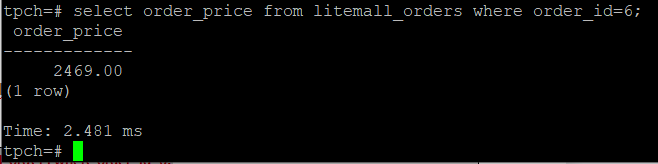 tpch=# select order_price from litemall_orders where order_id=6;
order_price
-------------
2469.00
(1 row)
Time: 2.481 ms
tpch=#